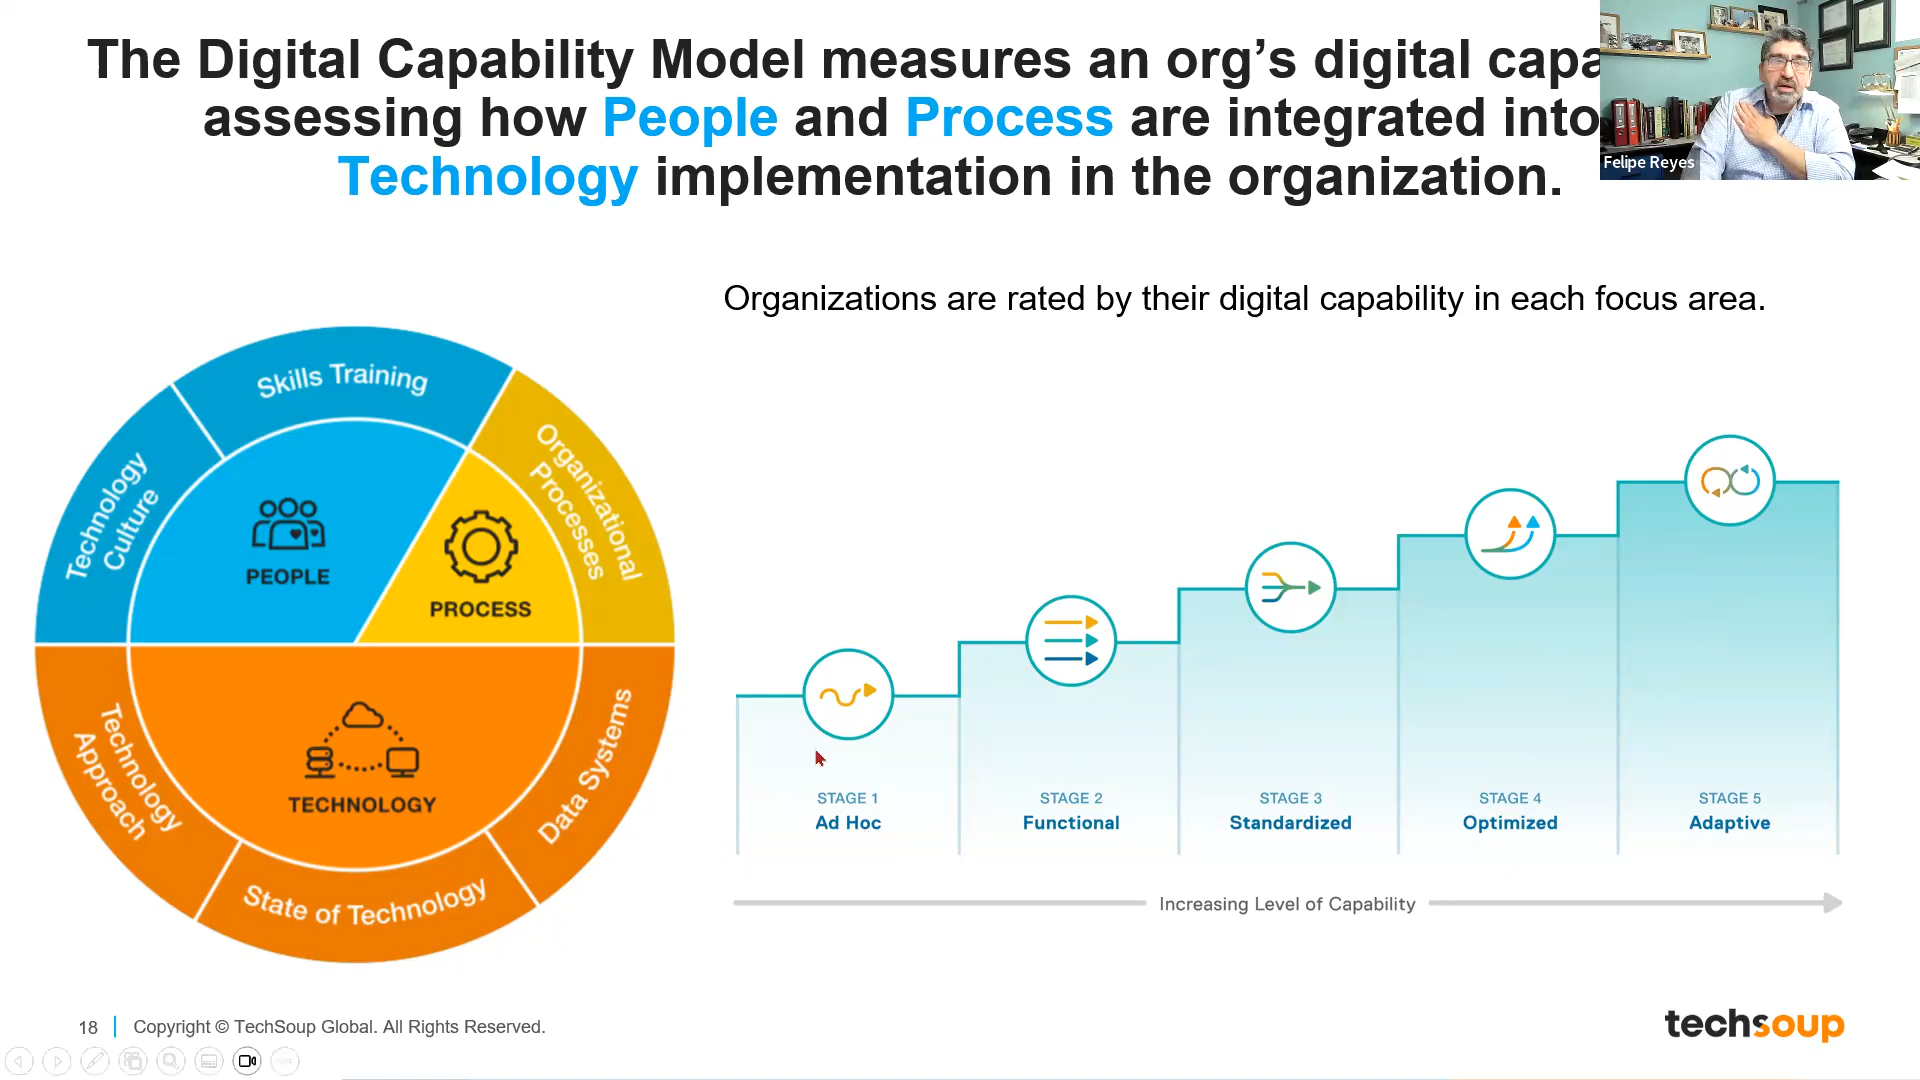 The Digital Capability Model measures an org’s digital capa
assessing how People and Process are integrated into
Technology implementation in the organization.
Felipe Reyes
Organizations are rated by their digital capability in each focus area.
Skills Training
Technology
Culture
Organizational
Processes
PEOPLE
PROCESS
TECHNOLOGY
Technology
Approach
State of Technology
Data Systems
STAGE 1
Ad Hoc
STAGE 2
Functional
STAGE 3
Standardized
STAGE 4
Optimized
STAGE 5
Adaptive
Increasing Level of Capability
18
Copyright © TechSoup Global. All Rights Reserved.
techsoup